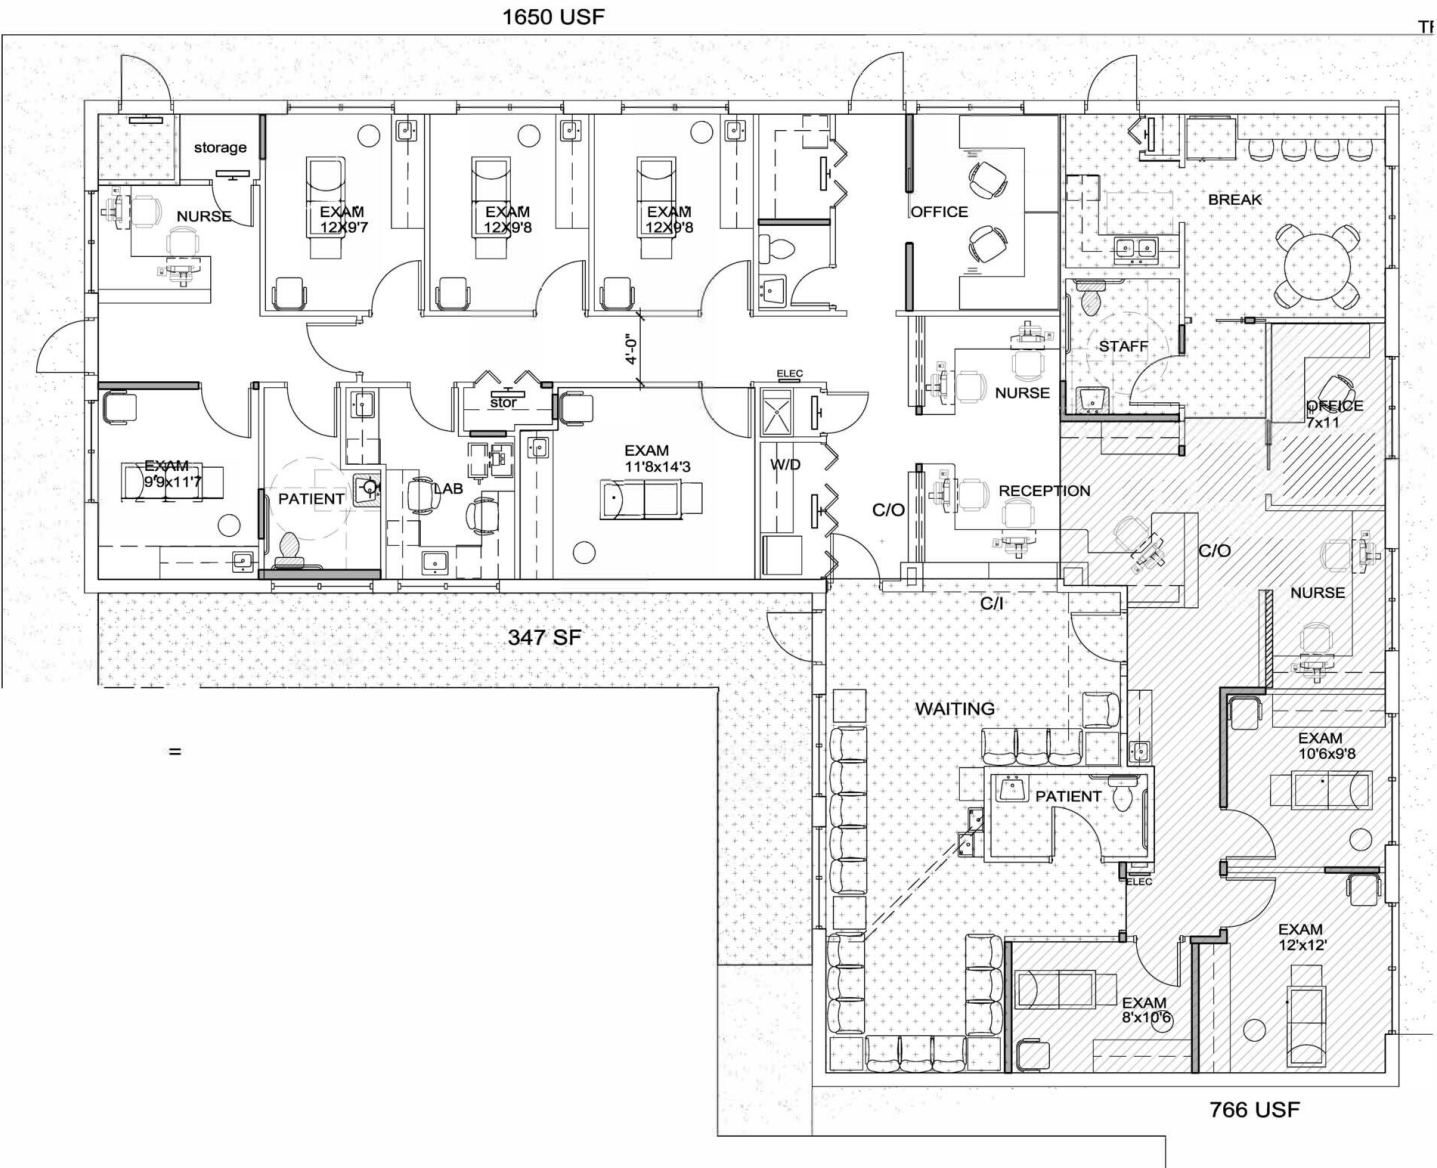 1650 USF
storage
NURSE
EXAM
12X9'7
EXAM
12X9'8
EXAM
12X9'8
OFFICE
BREAK
4'-0"
STAFF
ELEC
NURSE
stor
OFFICE
7x11
EXAM
9'9x11'7
PATIENT
LAB
EXAM
11'8x14'3
W/D
C/O
RECEPTION
C/O
NURSE
C/I
347 SF
WAITING
=
EXAM
10'6x9'8
PATIENT
ELEC
EXAM
12'x12'
EXAM
8'x10'6
766 USF